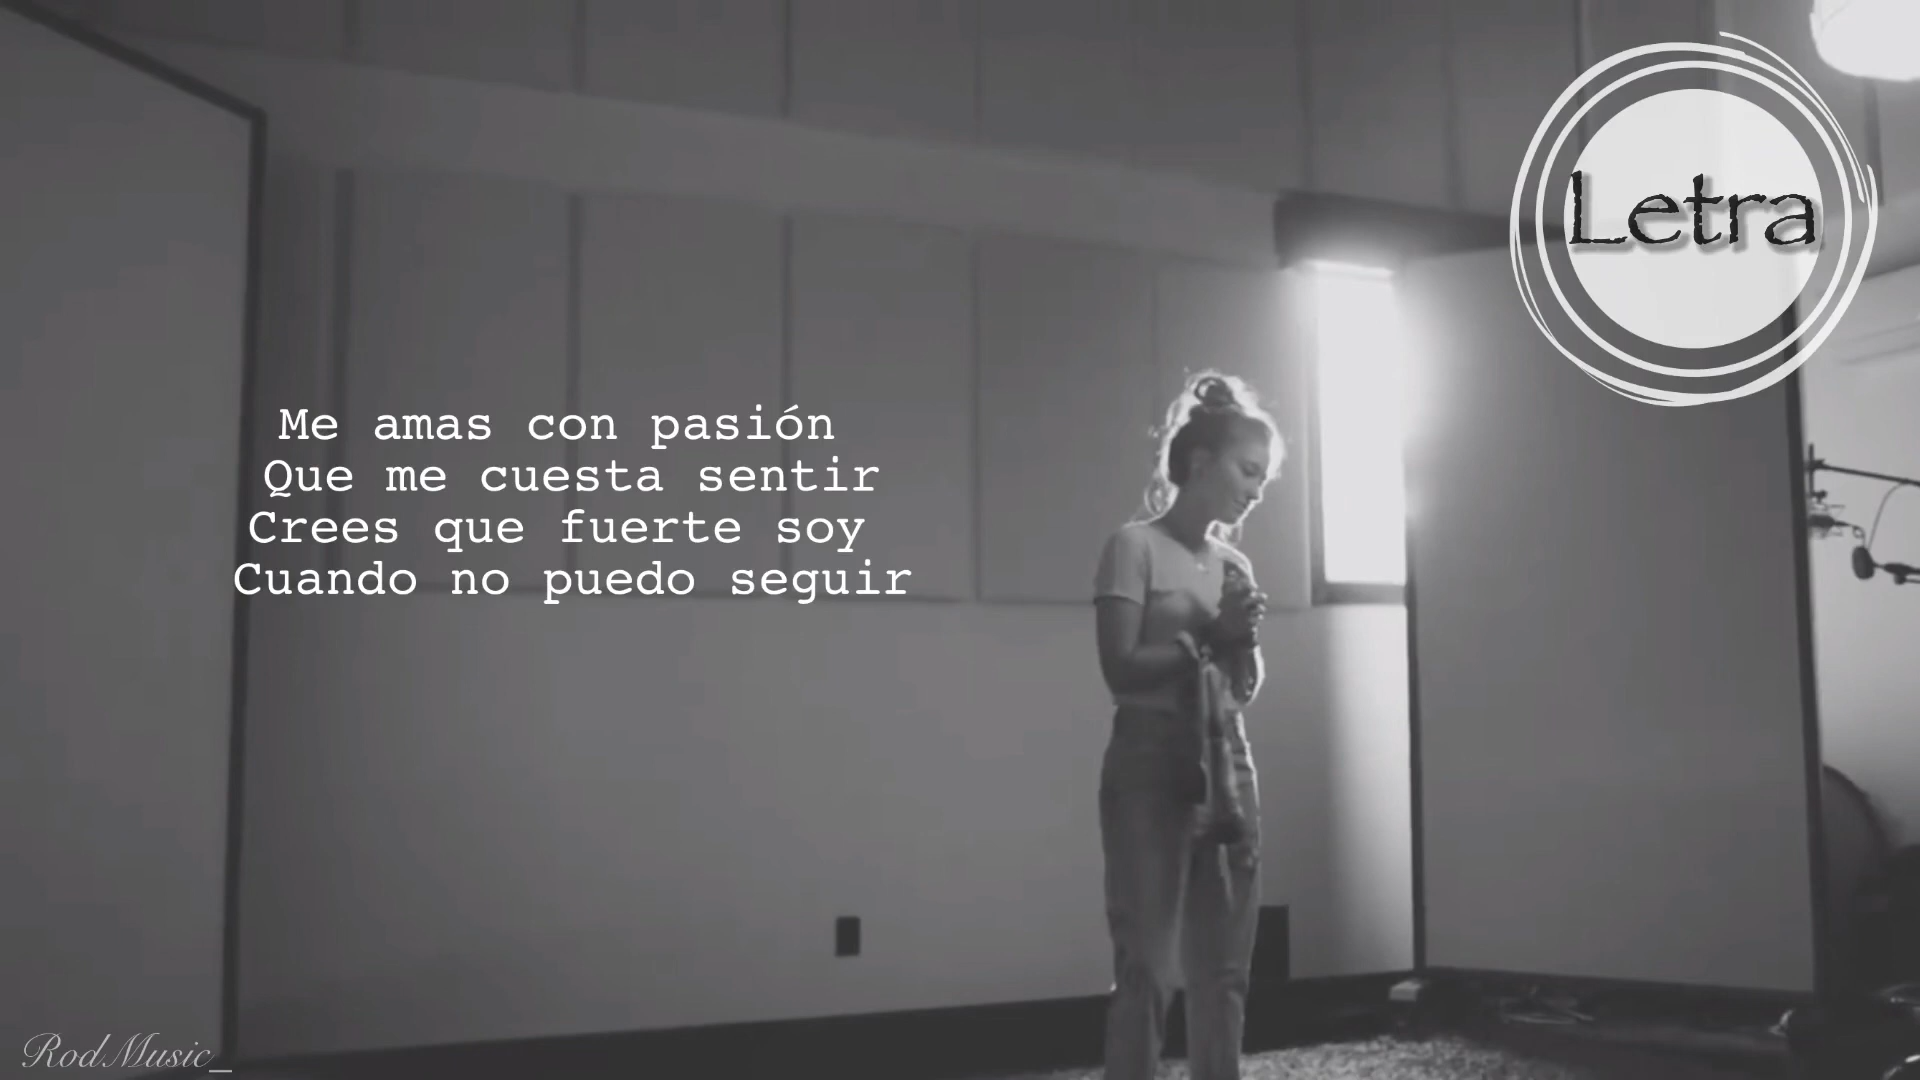 Letra
Me amas con pasión
Que me cuesta sentir
Crees que fuerte soy
Cuando no puedo seguir
RodMusic_